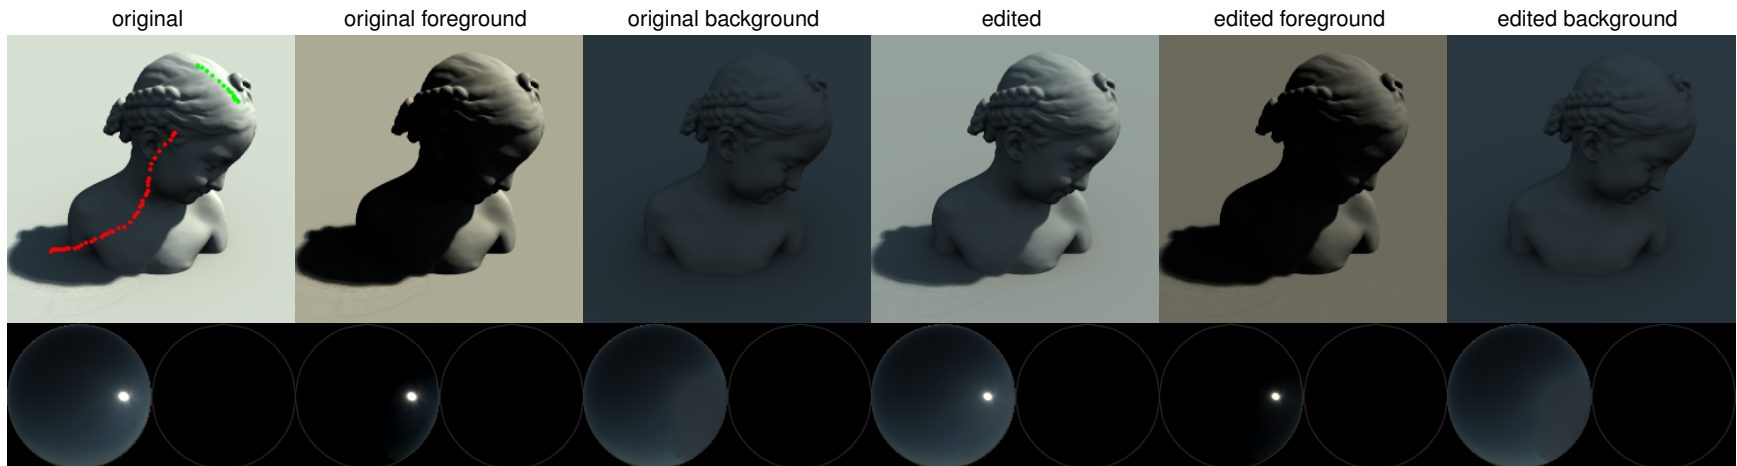 original
original foreground
original background
edited
edited foreground
edited background